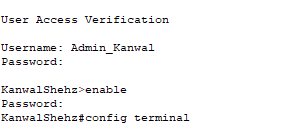 User Access Verification
Username: Admin_Kanwal
Password:
KanwalShehz>enable
Password:
KanwalShehz#config terminal